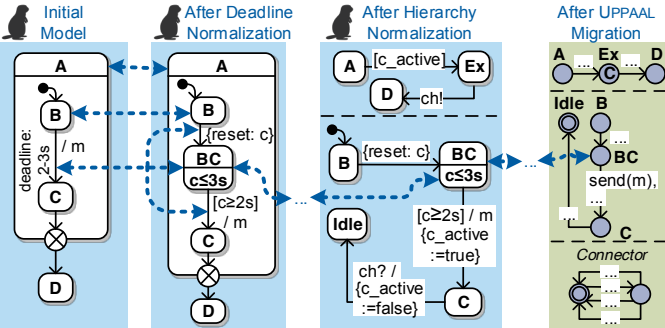 Initial
Model
A
B
deadline:
2-3s
/ m
C
D
After Deadline
Normalization
A
B
{reset: c}
BC
c≤3s
[c≥2s]
/ m
C
D
...
After Hierarchy
Normalization
A
[c_active]
Ex
D
ch!
B
{reset: c}
BC
c≤3s
Idle
[c≥2s] / m
{c_active
:=true}
ch? /
{c_active
:=false}
C
...
After UPPAAL
Migration
A
Ex
D
...
C
...
Idle
B
...
BC
send(m),
...
...
C
Connector
...
...
...
...